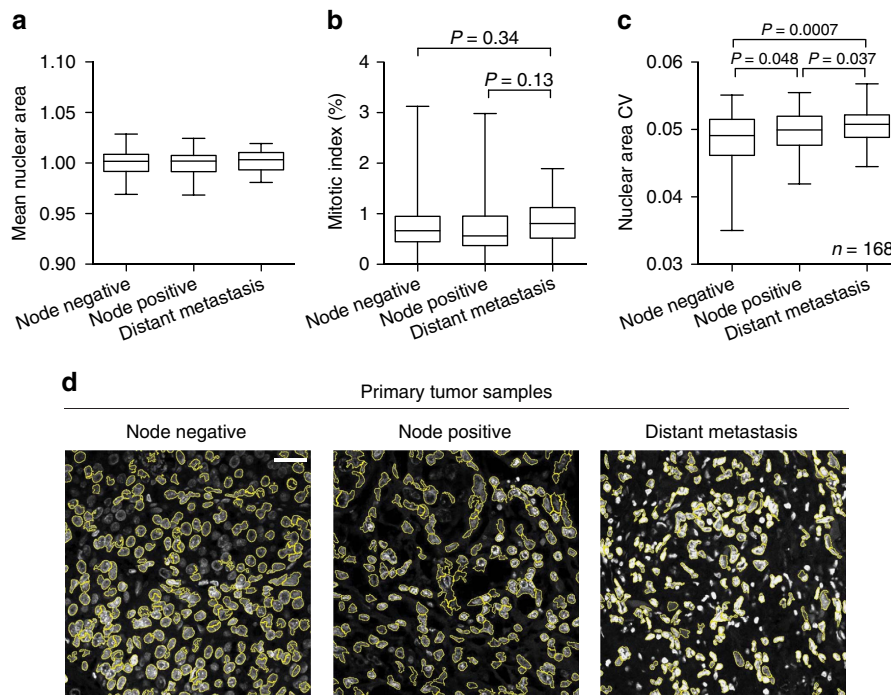 a
Mean nuclear area
1.10
1.05
1.00
0.95
0.90
Node negative
Node positive
Distant metastasis
b
Mitotic index (%)
4
3
2
1
0
P = 0.34
P = 0.13
Node negative
Node positive
Distant metastasis
c
Nuclear area CV
0.06
0.05
0.04
0.03
P = 0.0007
P = 0.048
P = 0.037
n = 168
Node negative
Node positive
Distant metastasis
d
Primary tumor samples
Node negative
Node positive
Distant metastasis